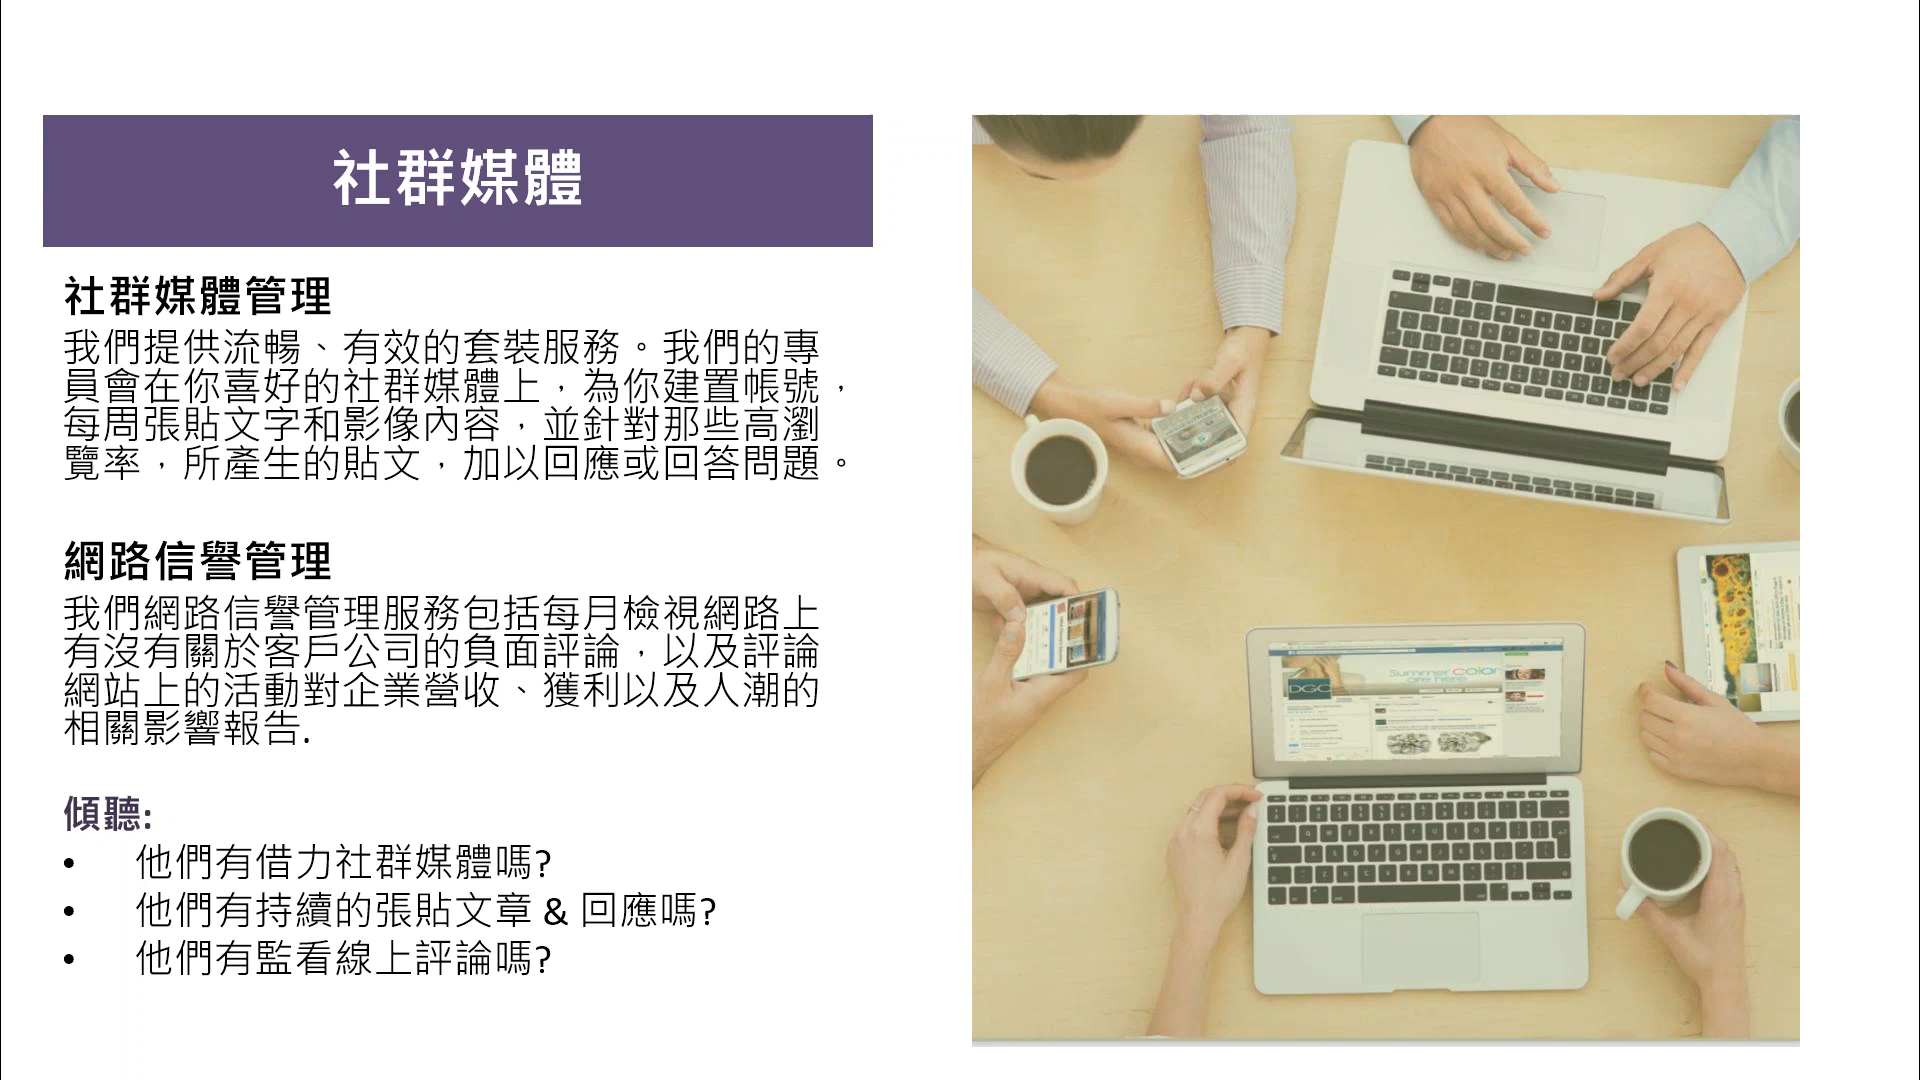 社群媒體
社群媒體管理
我們提供流暢、有效的套裝服務。我們的專
員會在你喜好的社群媒體上，為你建置帳號，
每周張貼文字和影像內容，並針對那些高瀏
覽率，所產生的貼文，加以回應或回答問題。
網路信譽管理
我們網路信譽管理服務包括每月檢視網路上
有沒有關於客戶公司的負面評論，以及評論
網站上的活動對企業營收、獲利以及人潮的
相關影響報告.
傾聽:
• 他們有借力社群媒體嗎?
• 他們有持續的張貼文章 & 回應嗎?
• 他們有監看線上評論嗎?
Summer color
are here
DGC